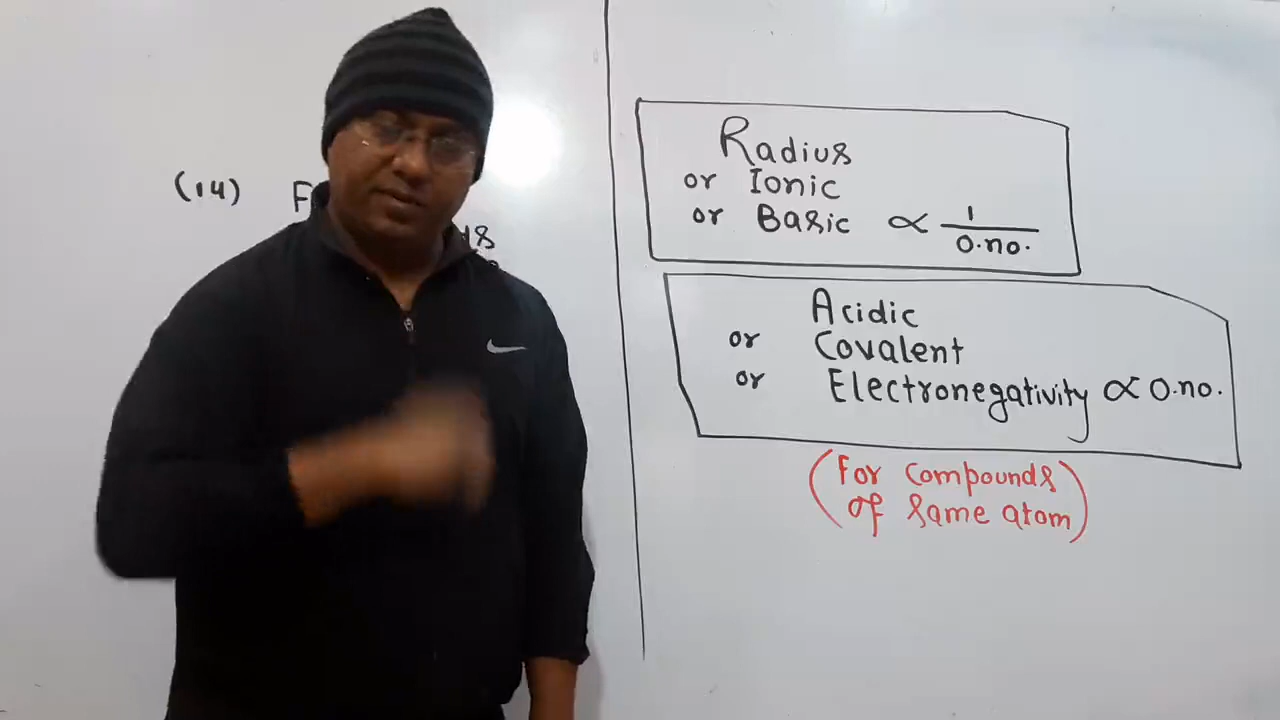 (14) F
Radius
or Ionic
or Basic ∝ 1/O.no.
Acidic
or Covalent
or Electronegativity ∝ O.no.
(For Compounds
of same atom)